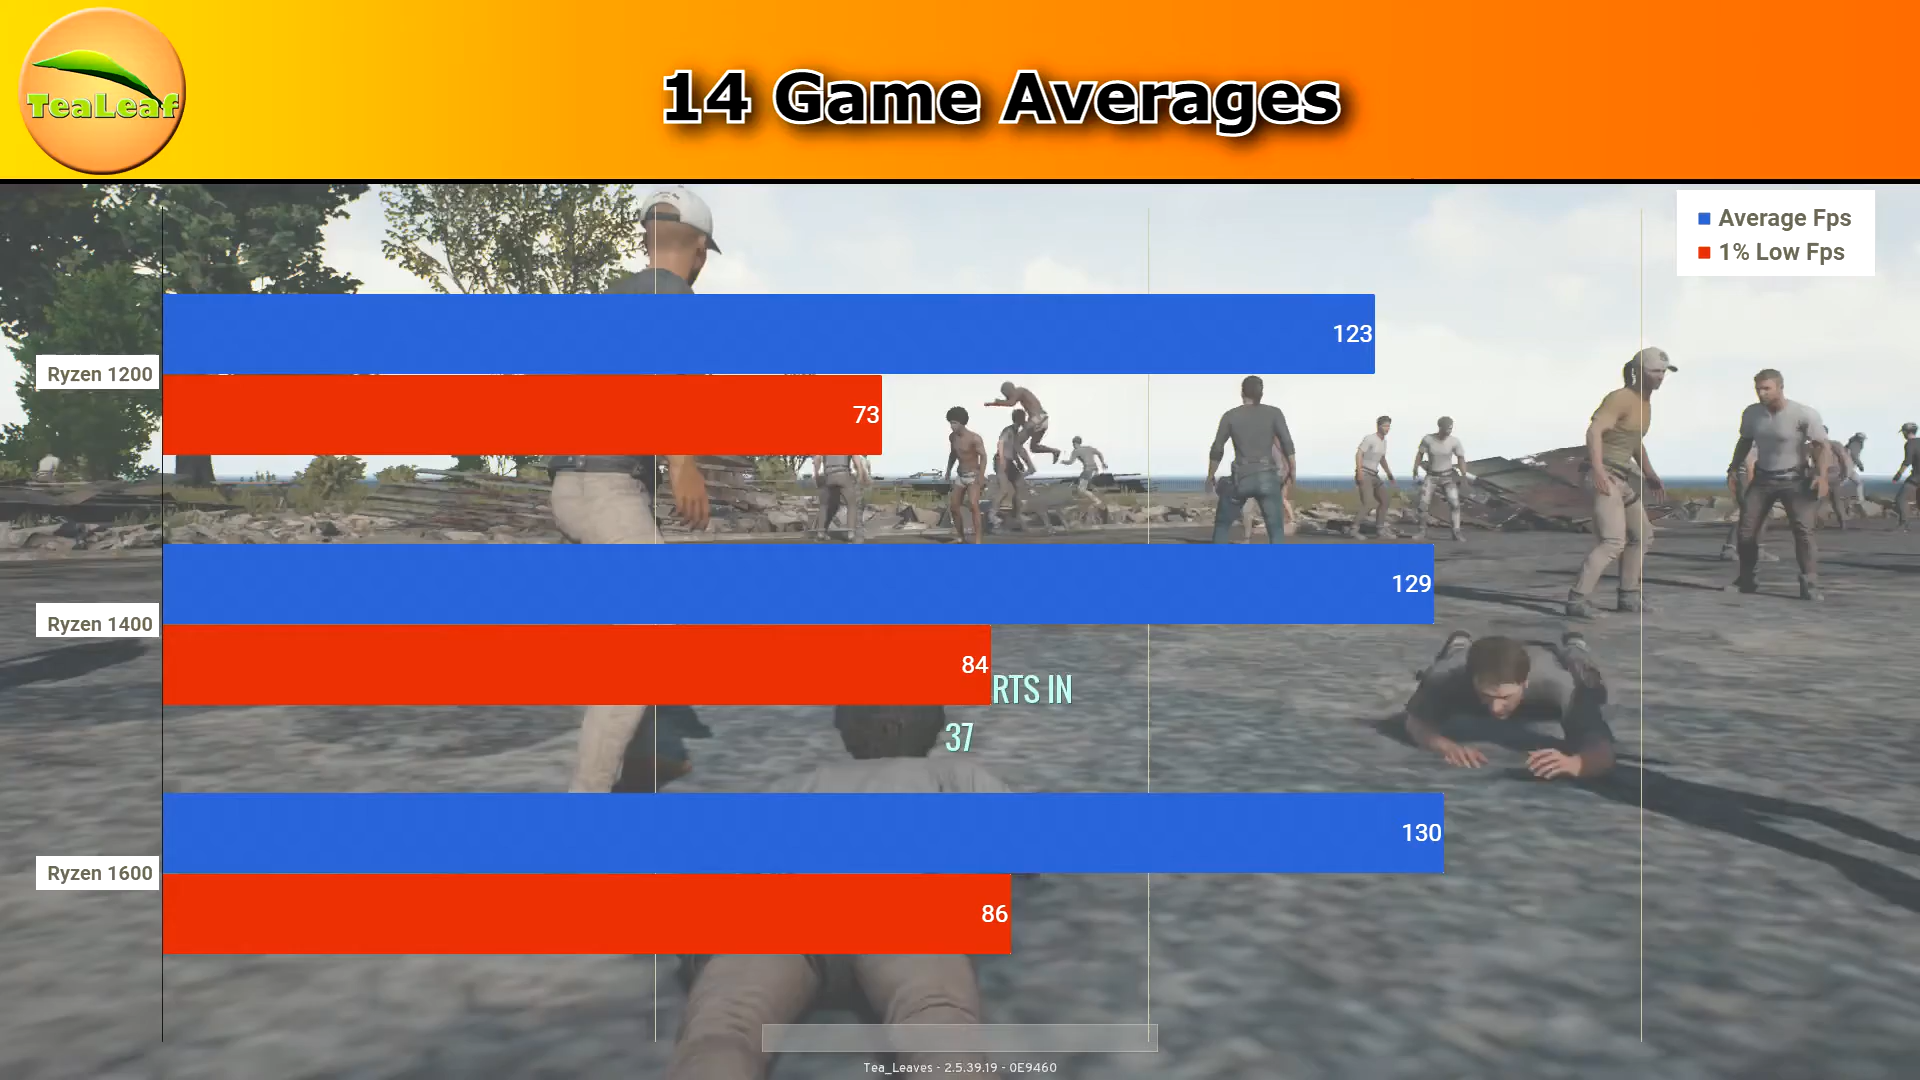 TeaLeaf
14 Game Averages
Average Fps
1% Low Fps
123
Ryzen 1200
73
129
Ryzen 1400
84
RTS IN
37
130
Ryzen 1600
86
Tea_Leaves - 2.5.39.19 - 0E9460